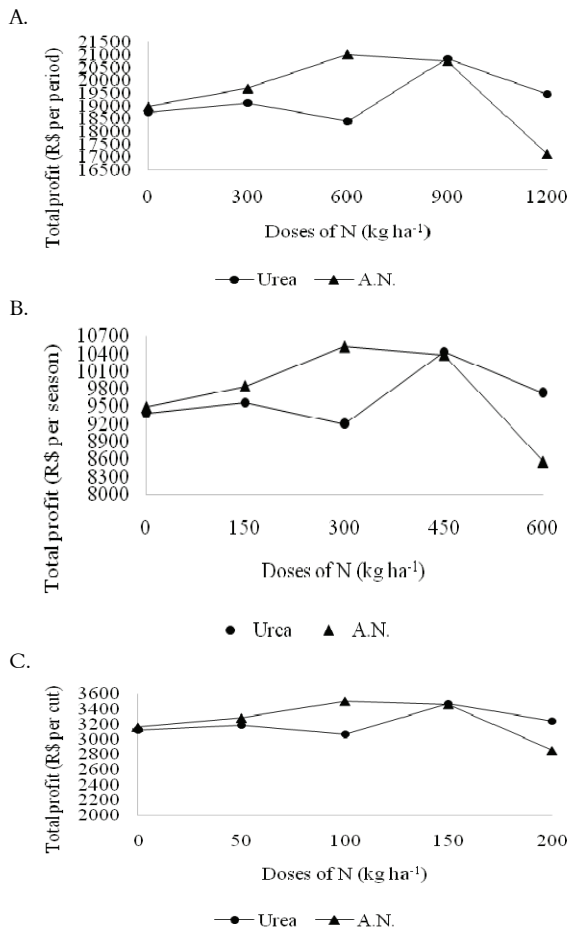 A.
Total profit (R$ per period)
21500
21000
20500
20000
19500
19000
18500
18000
17500
17000
16500
0 300 600 900 1200
Doses of N (kg ha-1)
Urea A.N.
B.
Total profit (R$ per season)
10700
10400
10100
9800
9500
9200
8900
8600
8300
8000
0 150 300 450 600
Doses of N (kg ha-1)
Urea A.N.
C.
Total profit (R$ per cut)
3600
3400
3200
3000
2800
2600
2400
2200
2000
0 50 100 150 200
Doses of N (kg ha-1)
Urea A.N.